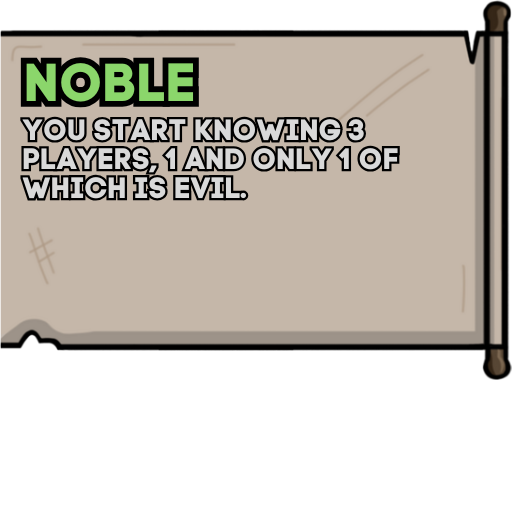 NOBLE
YOU START KNOWING 3
PLAYERS, 1 AND ONLY 1 OF
WHICH IS EVIL.